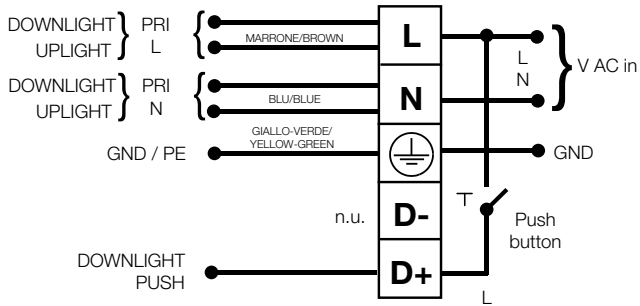 DOWNLIGHT PRI
UPLIGHT L
MARRONE/BROWN
L
L
N
V AC in
DOWNLIGHT PRI
UPLIGHT N
BLU/BLUE
N
GIALLO-VERDE/
YELLOW-GREEN
GND / PE
GND
n.u.
D-
Push
button
DOWNLIGHT
PUSH
D+
L